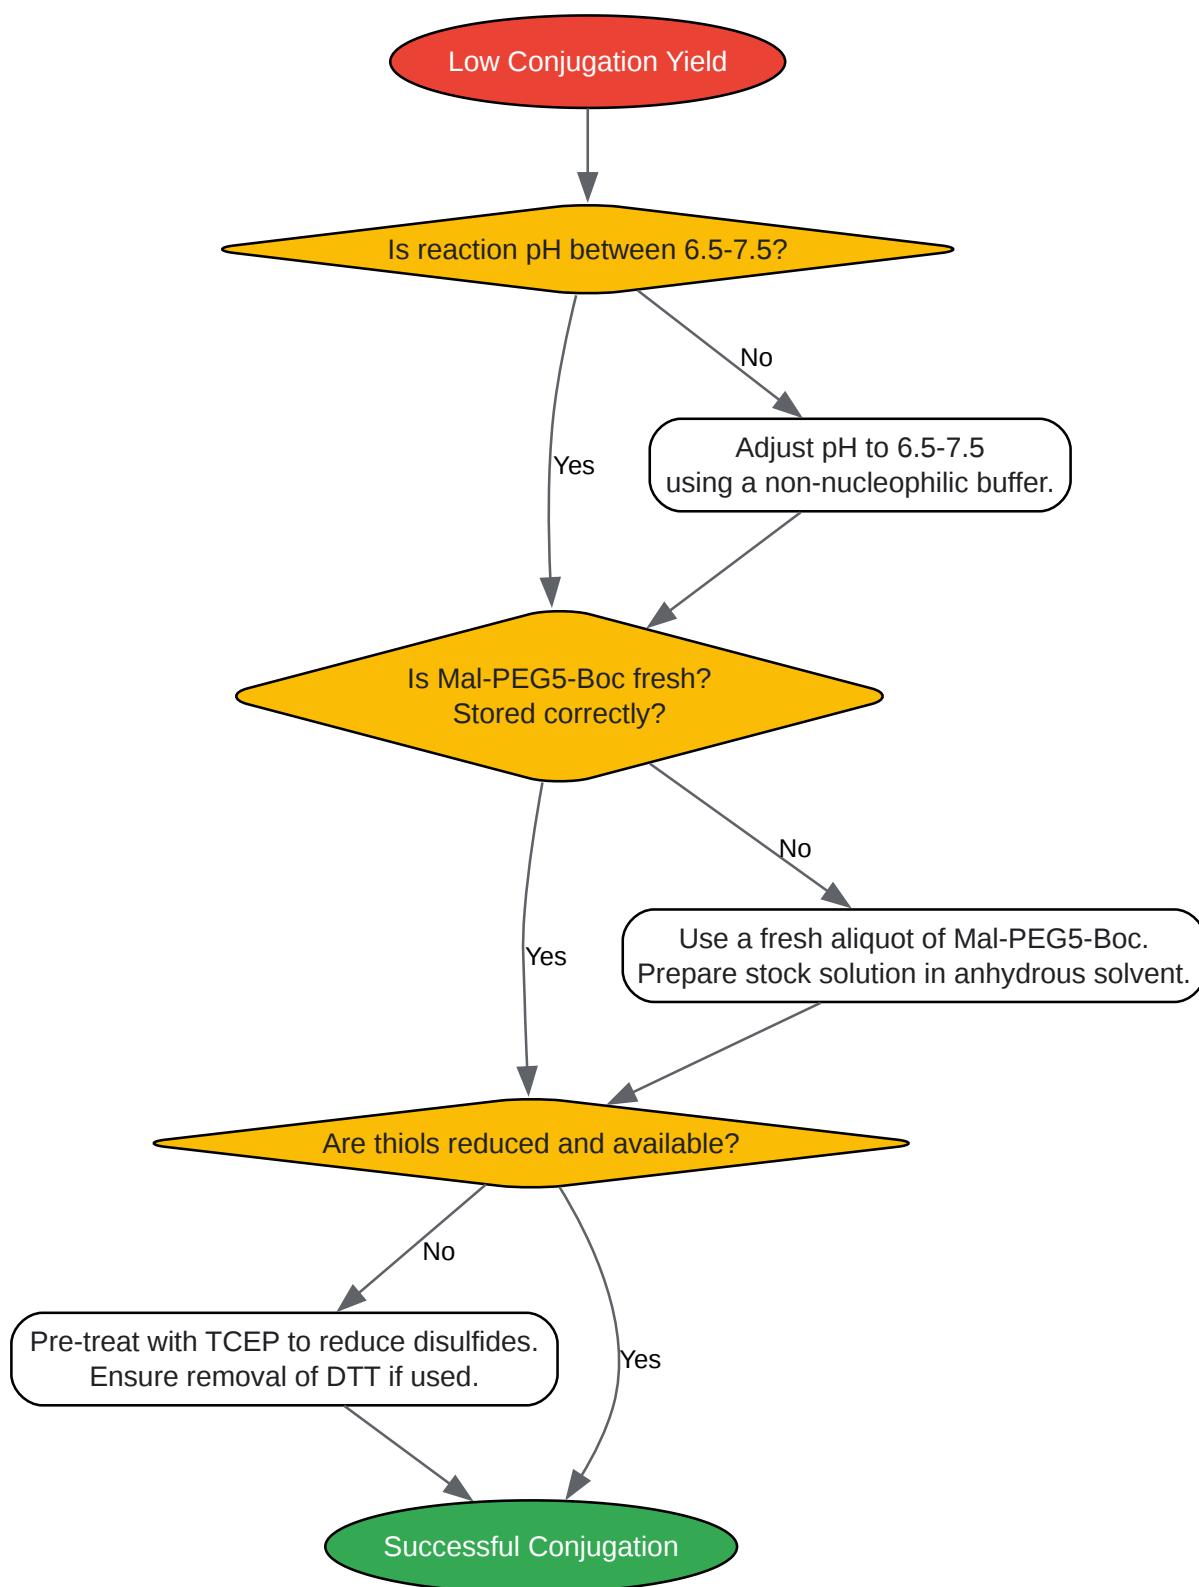 Low Conjugation Yield
Is reaction pH between 6.5-7.5?
No
Adjust pH to 6.5-7.5
using a non-nucleophilic buffer.
Yes
Is Mal-PEG5-Boc fresh?
Stored correctly?
No
Use a fresh aliquot of Mal-PEG5-Boc.
Prepare stock solution in anhydrous solvent.
Yes
Are thiols reduced and available?
No
Pre-treat with TCEP to reduce disulfides.
Ensure removal of DTT if used.
Yes
Successful Conjugation